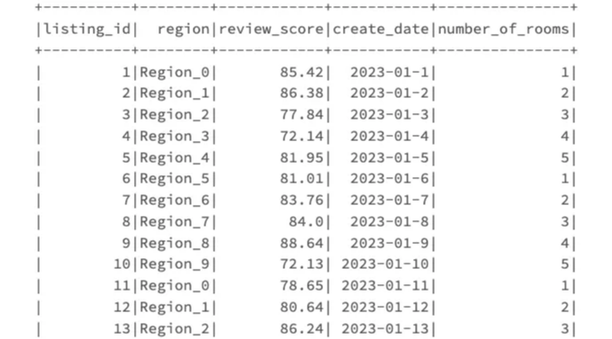 +----------+--------+------------+-----------+---------------+
|listing_id|  region|review_score|create_date|number_of_rooms|
+----------+--------+------------+-----------+---------------+
|         1|Region_0|       85.42|  2023-01-1|              1|
|         2|Region_1|       86.38|  2023-01-2|              2|
|         3|Region_2|       77.84|  2023-01-3|              3|
|         4|Region_3|       72.14|  2023-01-4|              4|
|         5|Region_4|       81.95|  2023-01-5|              5|
|         6|Region_5|       81.01|  2023-01-6|              1|
|         7|Region_6|       83.76|  2023-01-7|              2|
|         8|Region_7|        84.0|  2023-01-8|              3|
|         9|Region_8|       88.64|  2023-01-9|              4|
|        10|Region_9|       72.13| 2023-01-10|              5|
|        11|Region_0|       78.65| 2023-01-11|              1|
|        12|Region_1|       80.64| 2023-01-12|              2|
|        13|Region_2|       86.24| 2023-01-13|              3|